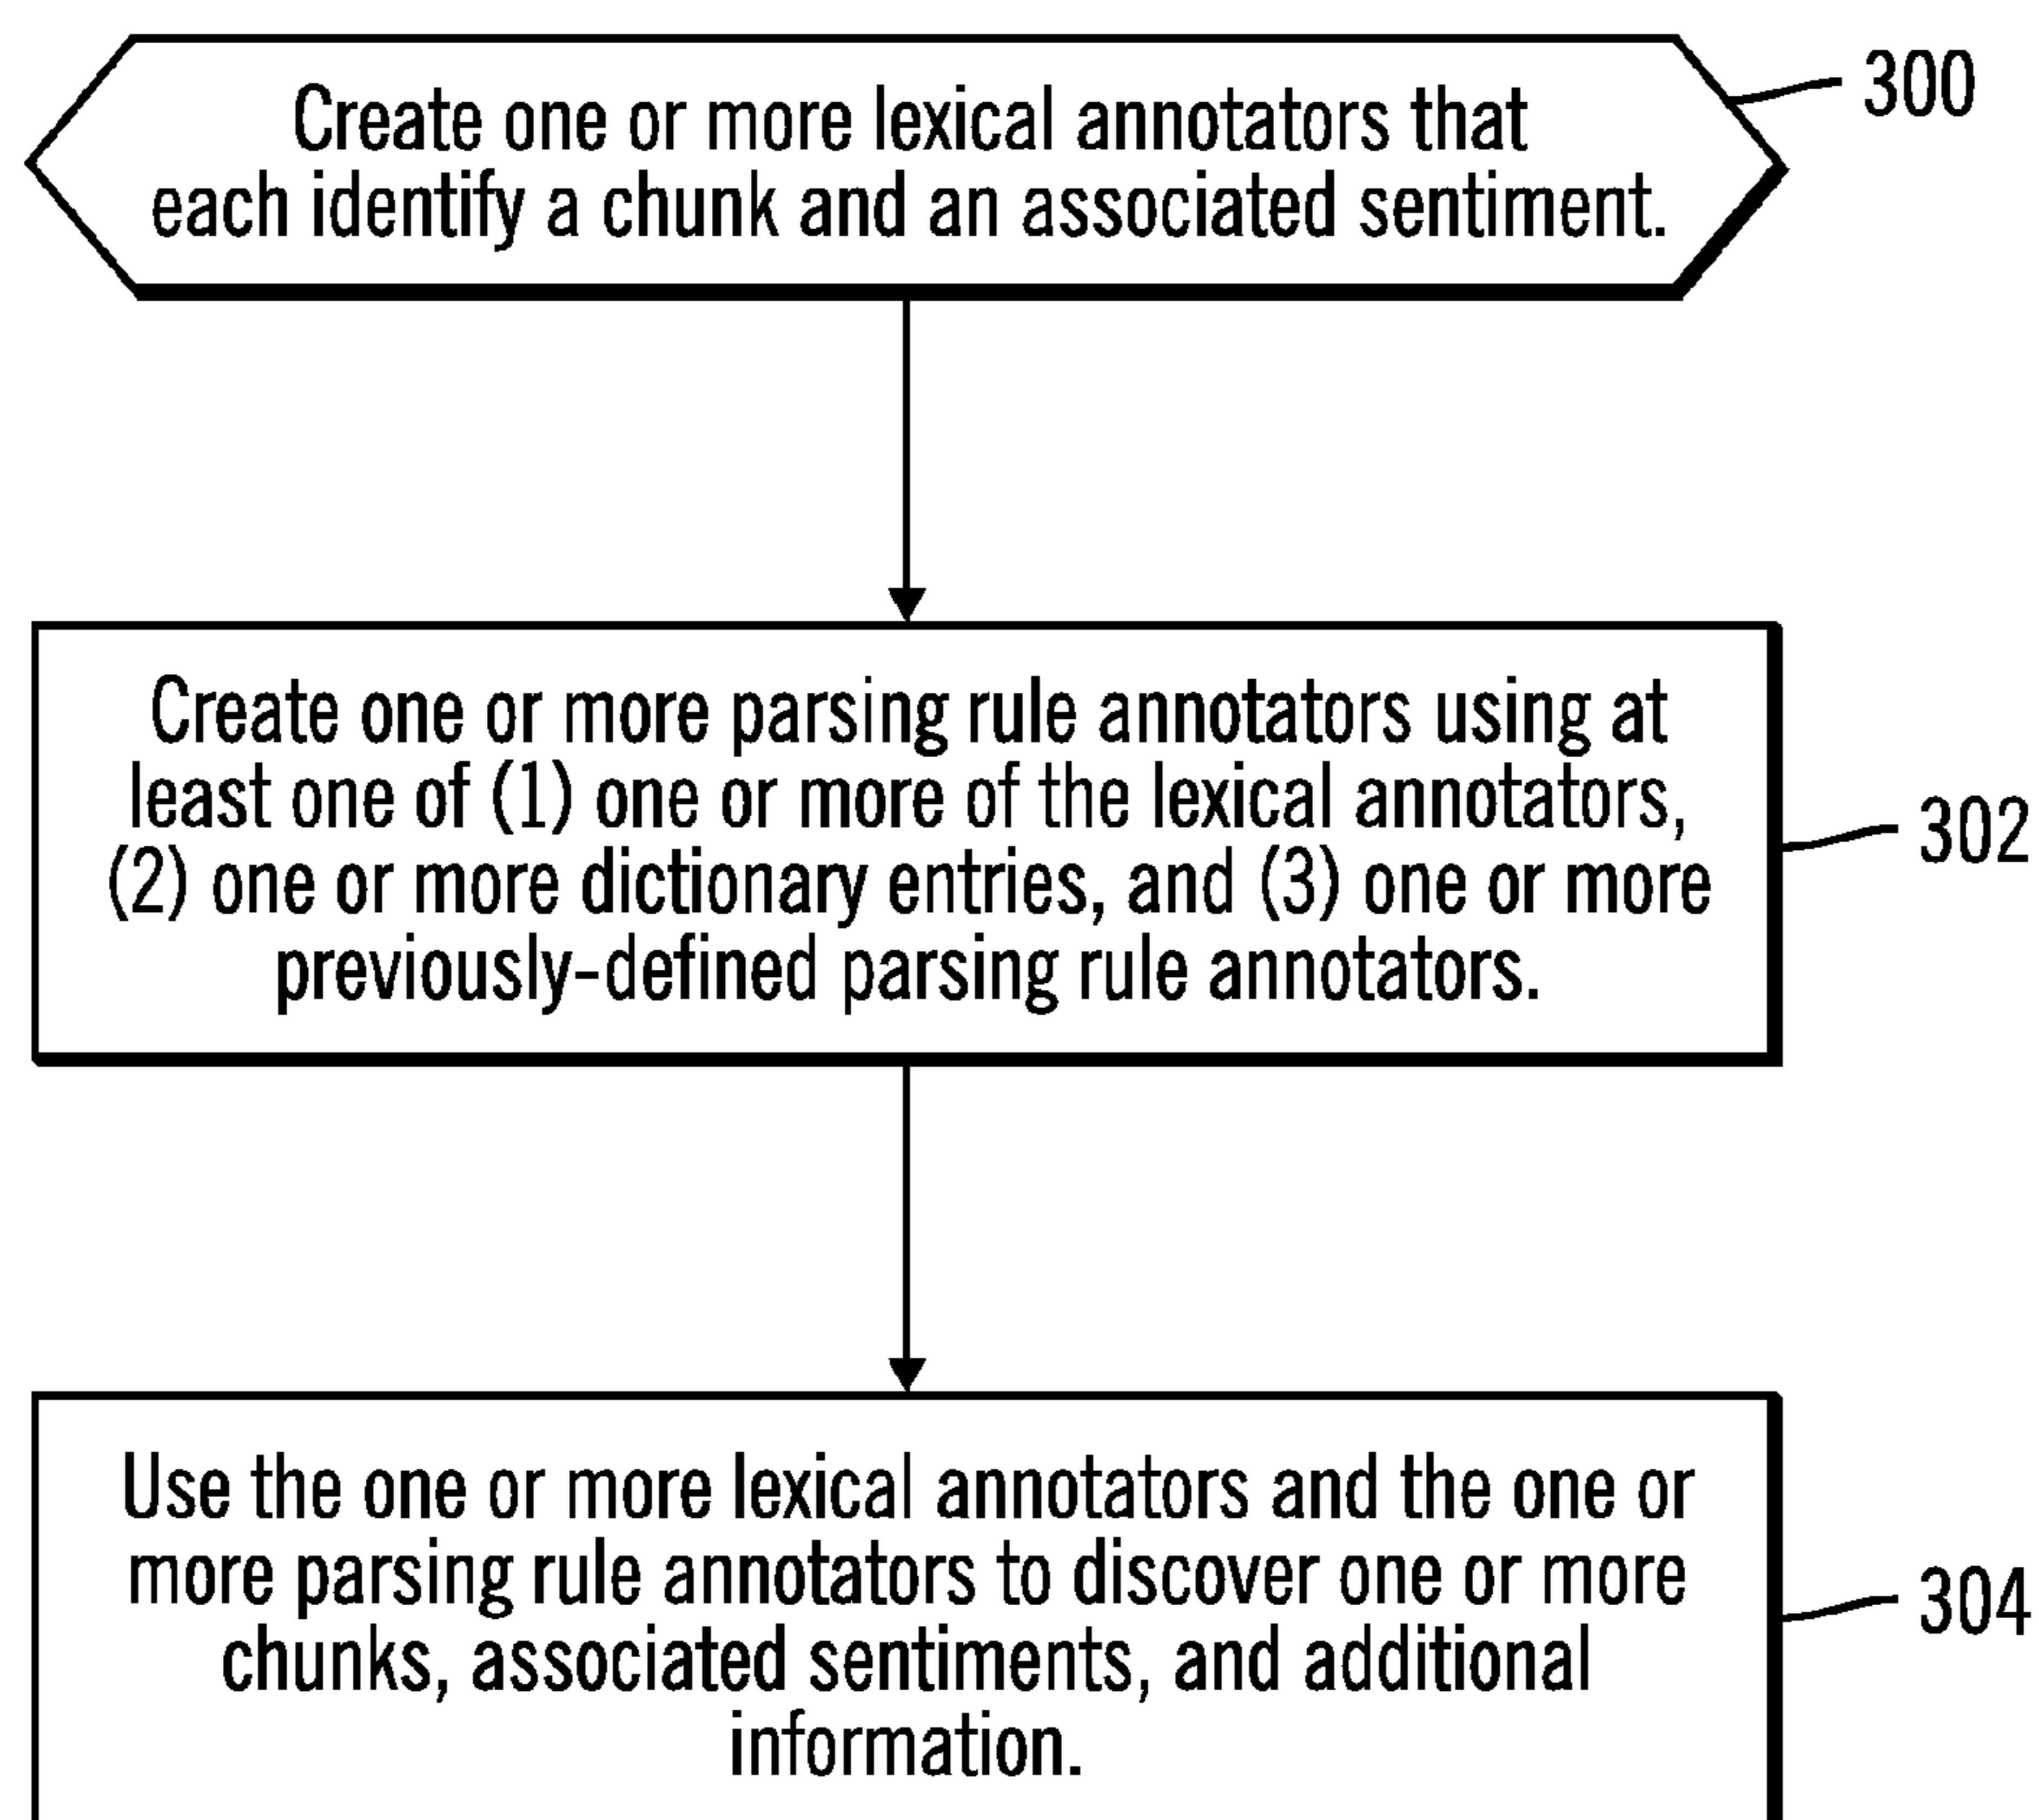 Create one or more lexical annotators that
each identify a chunk and an associated sentiment.
300
Create one or more parsing rule annotators using at
least one of (1) one or more of the lexical annotators,
(2) one or more dictionary entries, and (3) one or more
previously-defined parsing rule annotators.
302
Use the one or more lexical annotators and the one or
more parsing rule annotators to discover one or more
chunks, associated sentiments, and additional
information.
304